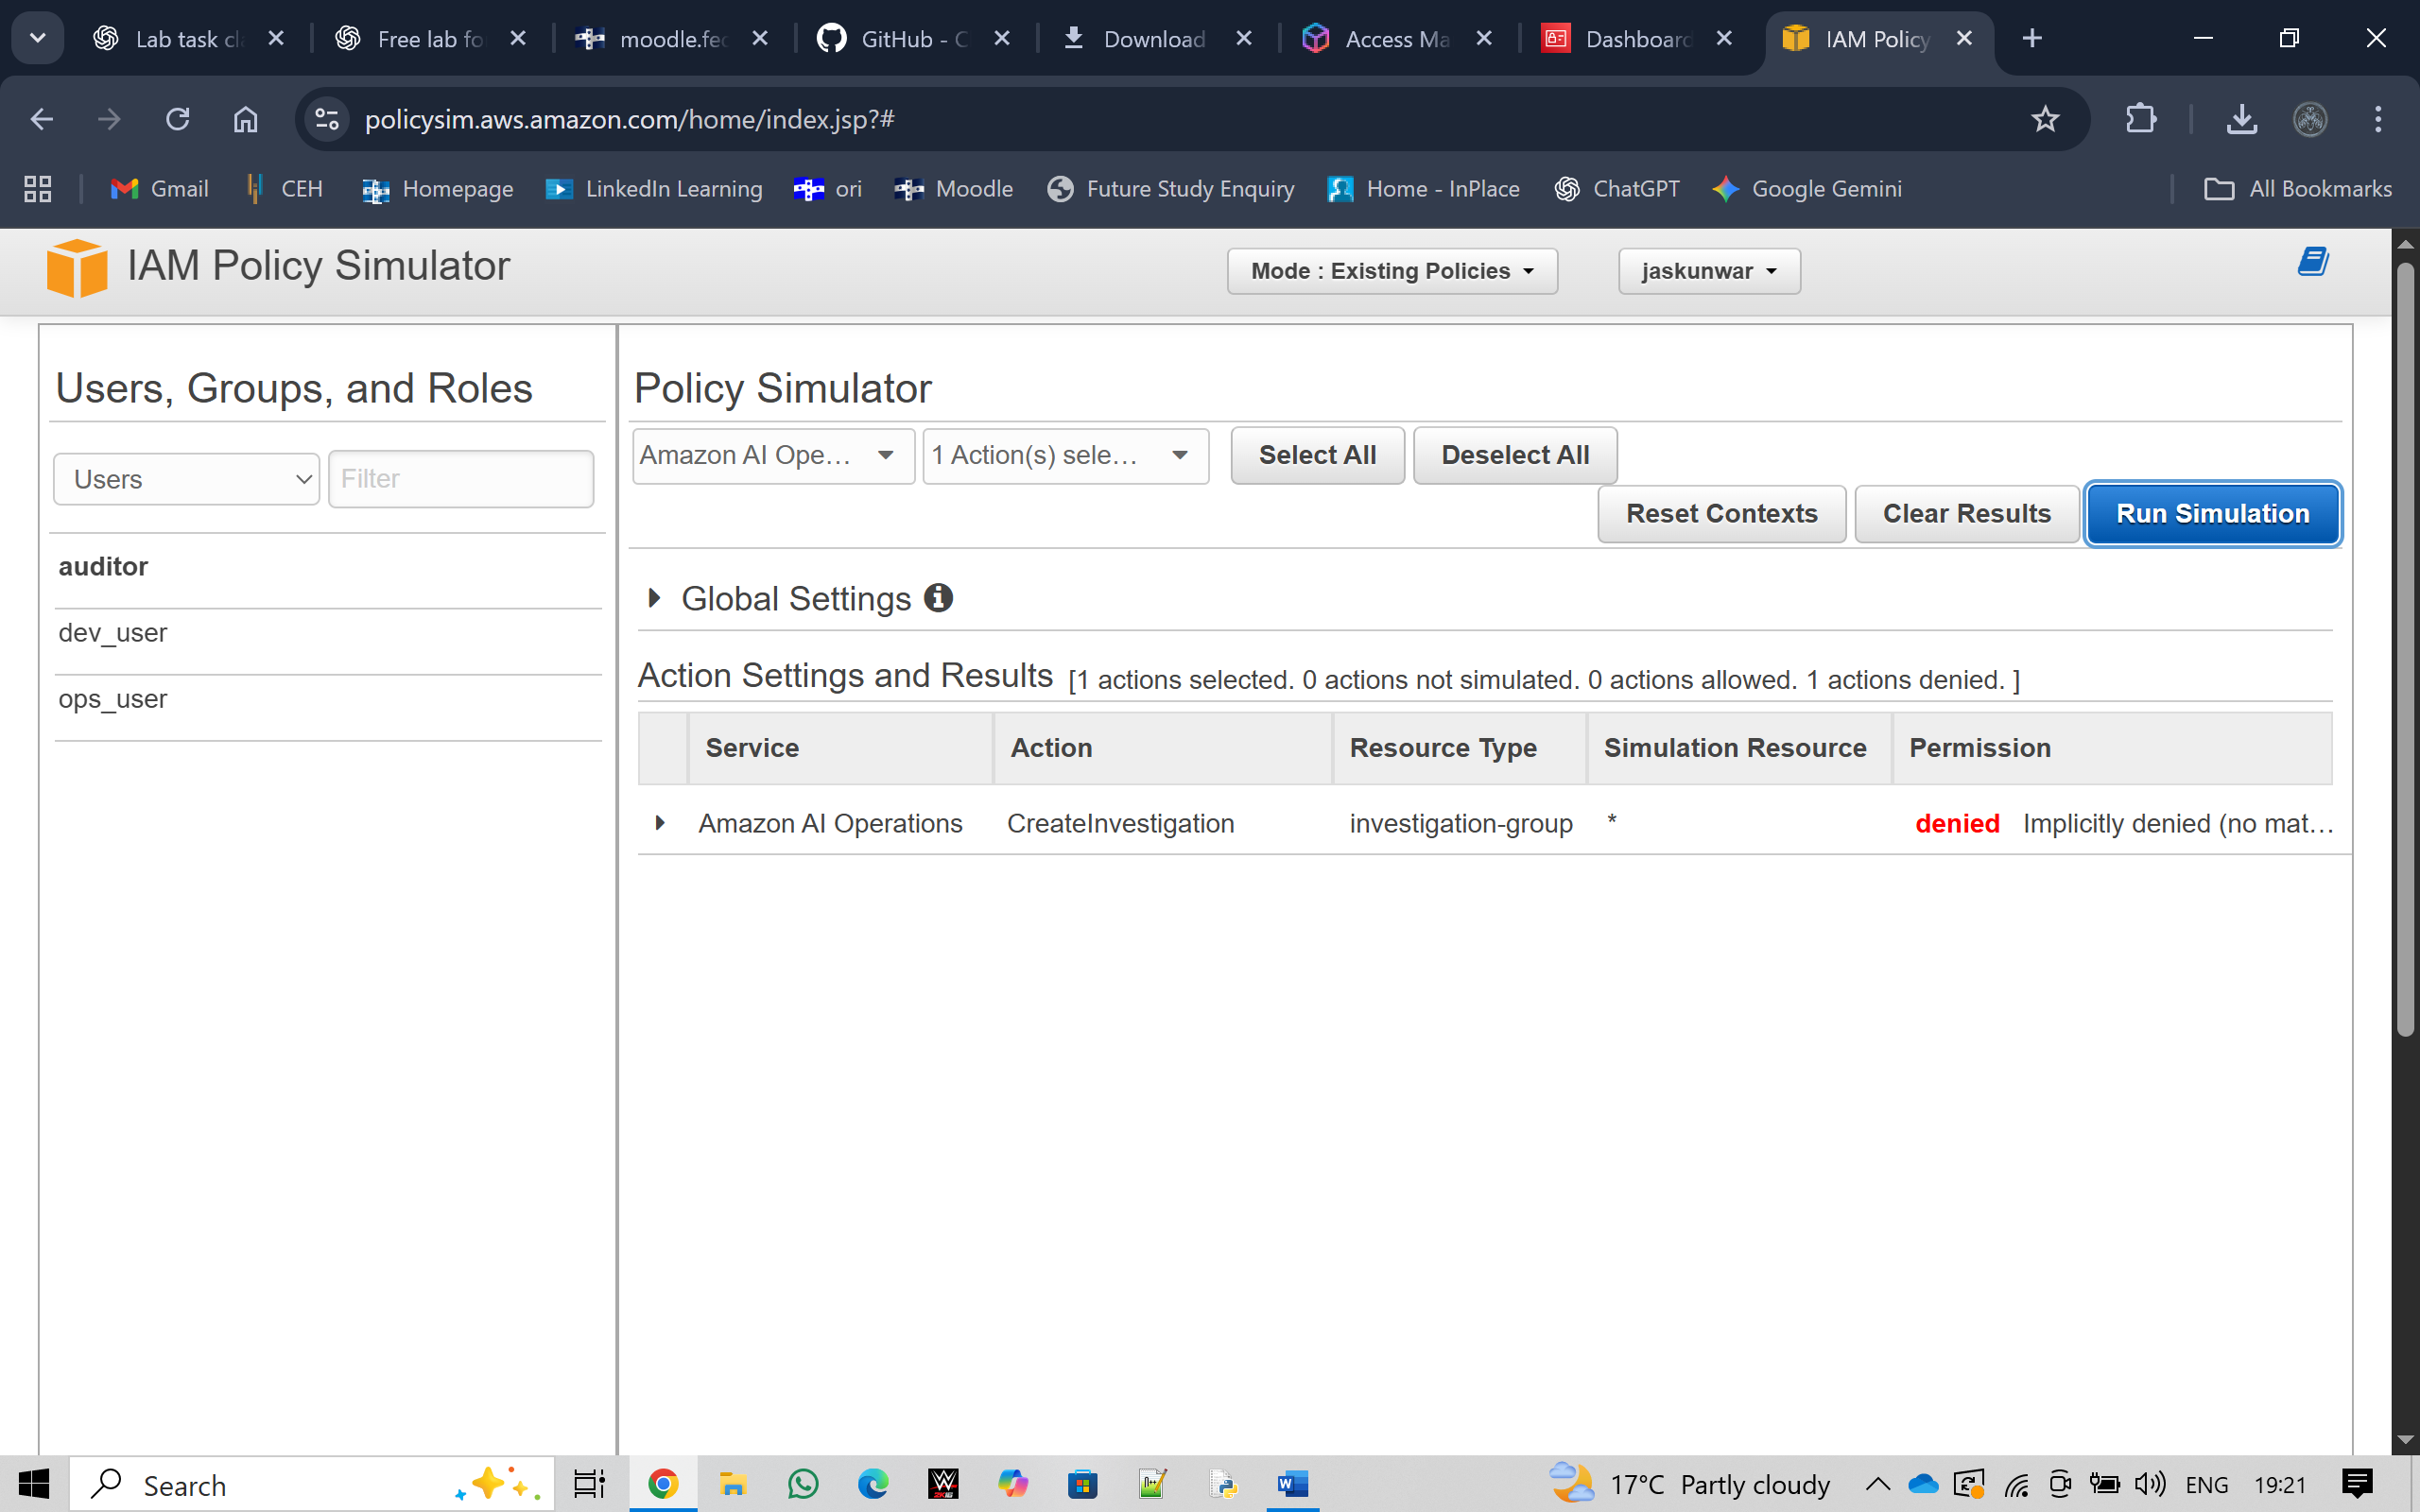 Lab task cl
Free lab fo
moodle.fed
GitHub - C
Download
Access Ma
Dashboard
IAM Policy
policysim.aws.amazon.com/home/index.jsp?#
Gmail
CEH
Homepage
LinkedIn Learning
ori
Moodle
Future Study Enquiry
Home - InPlace
ChatGPT
Google Gemini
All Bookmarks
IAM Policy Simulator
Mode : Existing Policies
jaskunwar
Users, Groups, and Roles
Users
Filter
auditor
dev_user
ops_user
Policy Simulator
Amazon AI Ope...
1 Action(s) sele...
Select All
Deselect All
Reset Contexts
Clear Results
Run Simulation
Global Settings
Action Settings and Results [1 actions selected. 0 actions not simulated. 0 actions allowed. 1 actions denied. ]
Service Action Resource Type Simulation Resource Permission
Amazon AI Operations CreateInvestigation investigation-group * denied Implicitly denied (no mat...
Search
17°C Partly cloudy
ENG
19:21